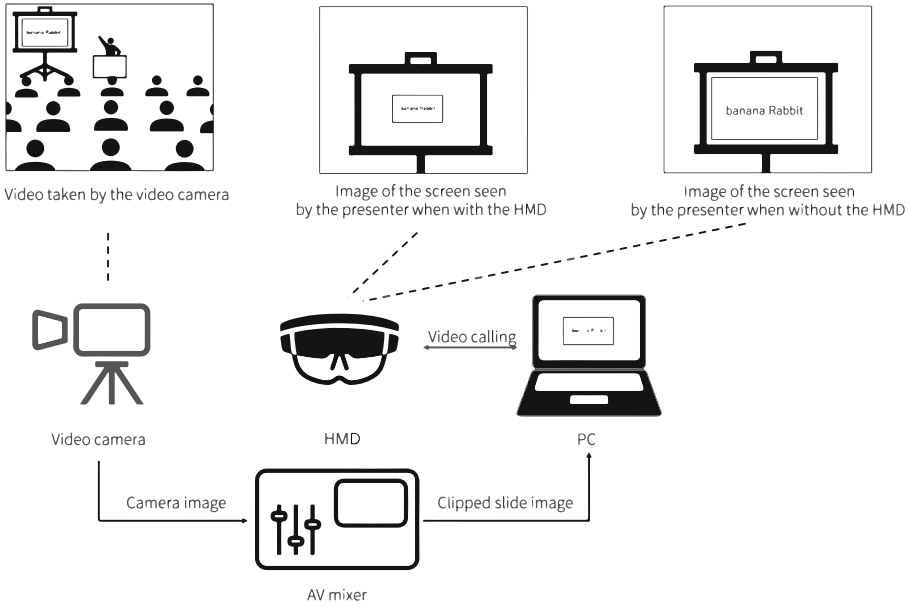 banana Rabbit
banana Rabbit
banana Rabbit
Video taken by the video camera
Image of the screen seen
by the presenter when with the HMD
Image of the screen seen
by the presenter when without the HMD
Video calling
Video camera
HMD
PC
Camera image
Clipped slide image
AV mixer